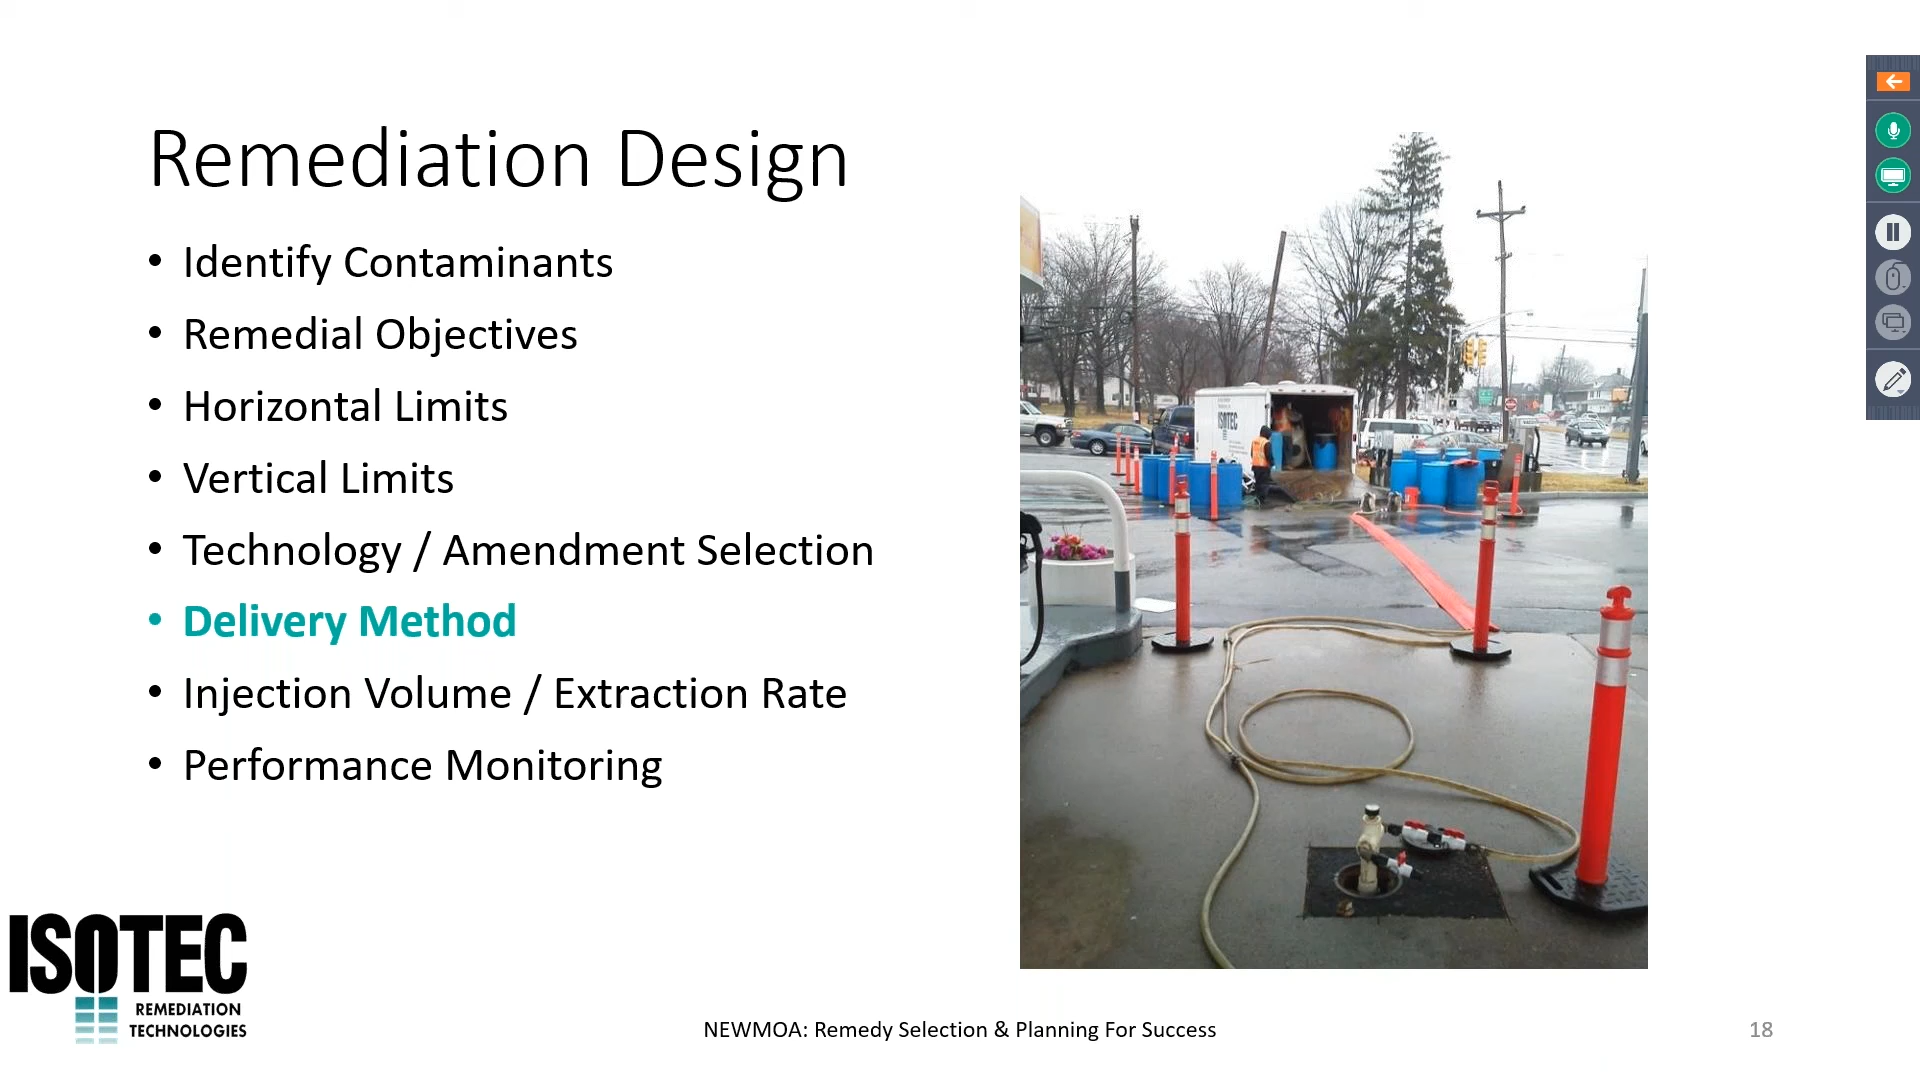 Remediation Design
• Identify Contaminants
• Remedial Objectives
• Horizontal Limits
• Vertical Limits
• Technology / Amendment Selection
• Delivery Method
• Injection Volume / Extraction Rate
• Performance Monitoring
ISOTEC
ISOTEC
REMEDIATION
TECHNOLOGIES
NEWMOA: Remedy Selection & Planning For Success
18